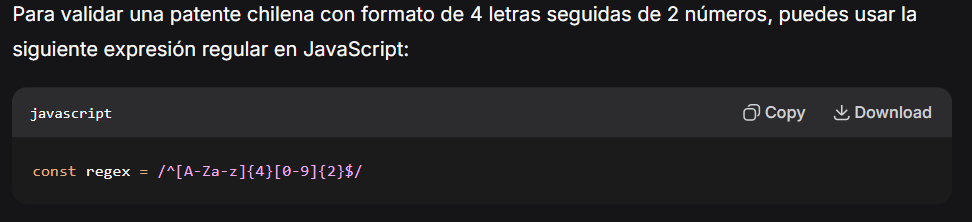 Para validar una patente chilena con formato de 4 letras seguidas de 2 números, puedes usar la
siguiente expresión regular en JavaScript:
javascript Copy Download
const regex = /^[A-Za-z]{4}[0-9]{2}$/